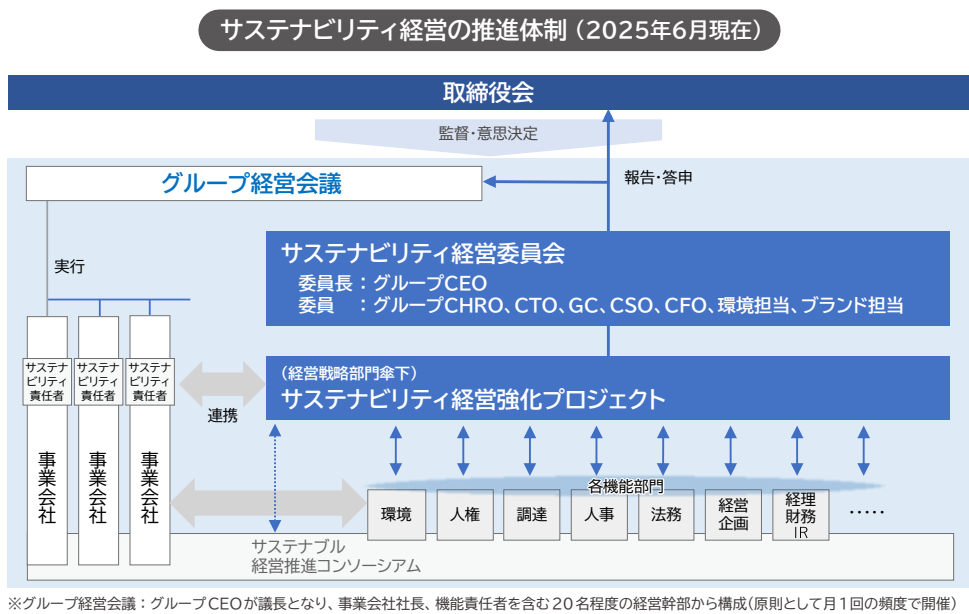 サステナビリティ経営の推進体制（2025年6月現在）
取締役会
監督・意思決定
グループ経営会議
報告・答申
実行
サステナビリティ経営委員会
委員長：グループCEO
委員　：グループCHRO、CTO、GC、CSO、CFO、環境担当、ブランド担当
サステナ
ビリティ
責任者
サステナ
ビリティ
責任者
サステナ
ビリティ
責任者
連携
（経営戦略部門傘下）
サステナビリティ経営強化プロジェクト
事業会社
事業会社
事業会社
各機能部門
環境
人権
調達
人事
法務
経営
企画
経理
財務
IR
‥‥‥
サステナブル
経営推進コンソーシアム
※グループ経営会議：グループCEOが議長となり、事業会社社長、機能責任者を含む20名程度の経営幹部から構成（原則として月1回の頻度で開催）